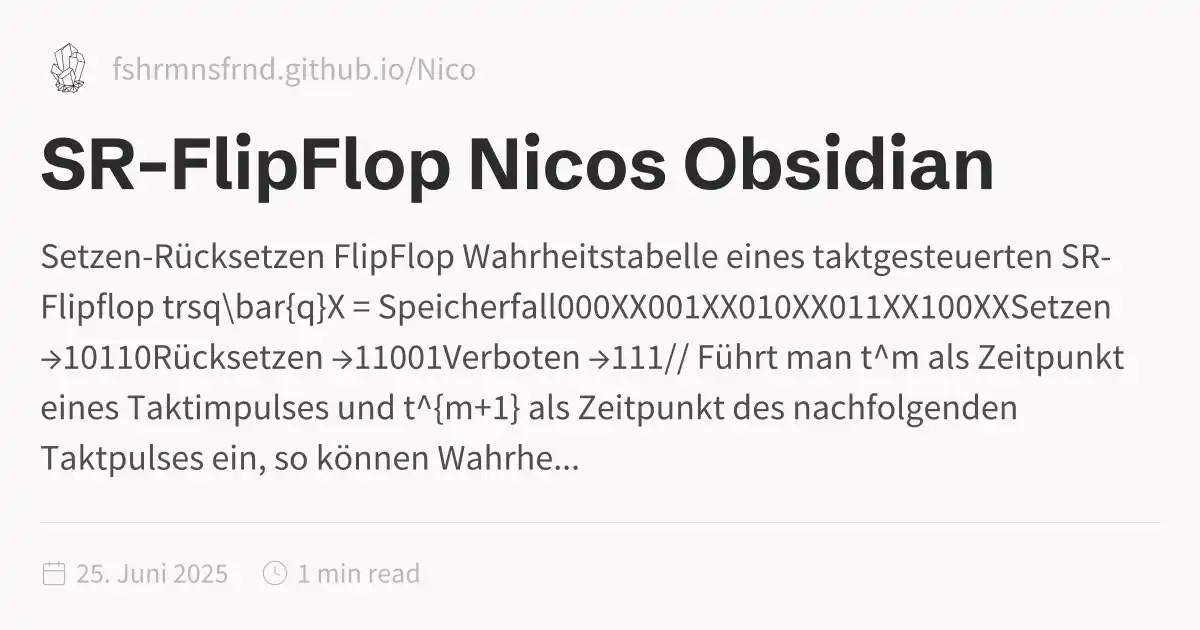 fshrmnsfrnd.github.io/Nico
SR-FlipFlop Nicos Obsidian
Setzen-Rücksetzen FlipFlop Wahrheitstabelle eines taktgesteuerten SR-
Flipflop trsq\bar{q}X = Speicherfall000XX001XX010XX011XX100XXSetzen
→10110Rücksetzen →11001Verboten →111// Führt man t^m als Zeitpunkt
eines Taktimpulses und t^{m+1} als Zeitpunkt des nachfolgenden
Taktpulses ein, so können Wahrhe...
25. Juni 2025
1 min read